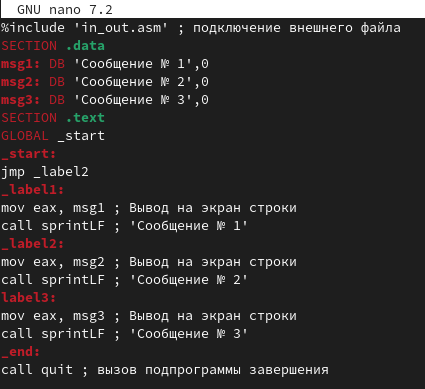 GNU nano 7.2
%include 'in_out.asm' ; подключение внешнего файла
SECTION .data
msg1: DB 'Сообщение № 1',0
msg2: DB 'Сообщение № 2',0
msg3: DB 'Сообщение № 3',0
SECTION .text
GLOBAL _start
_start:
jmp _label2
_label1:
mov eax, msg1 ; Вывод на экран строки
call sprintLF ; 'Сообщение № 1'
_label2:
mov eax, msg2 ; Вывод на экран строки
call sprintLF ; 'Сообщение № 2'
label3:
mov eax, msg3 ; Вывод на экран строки
call sprintLF ; 'Сообщение № 3'
_end:
call quit ; вызов подпрограммы завершения